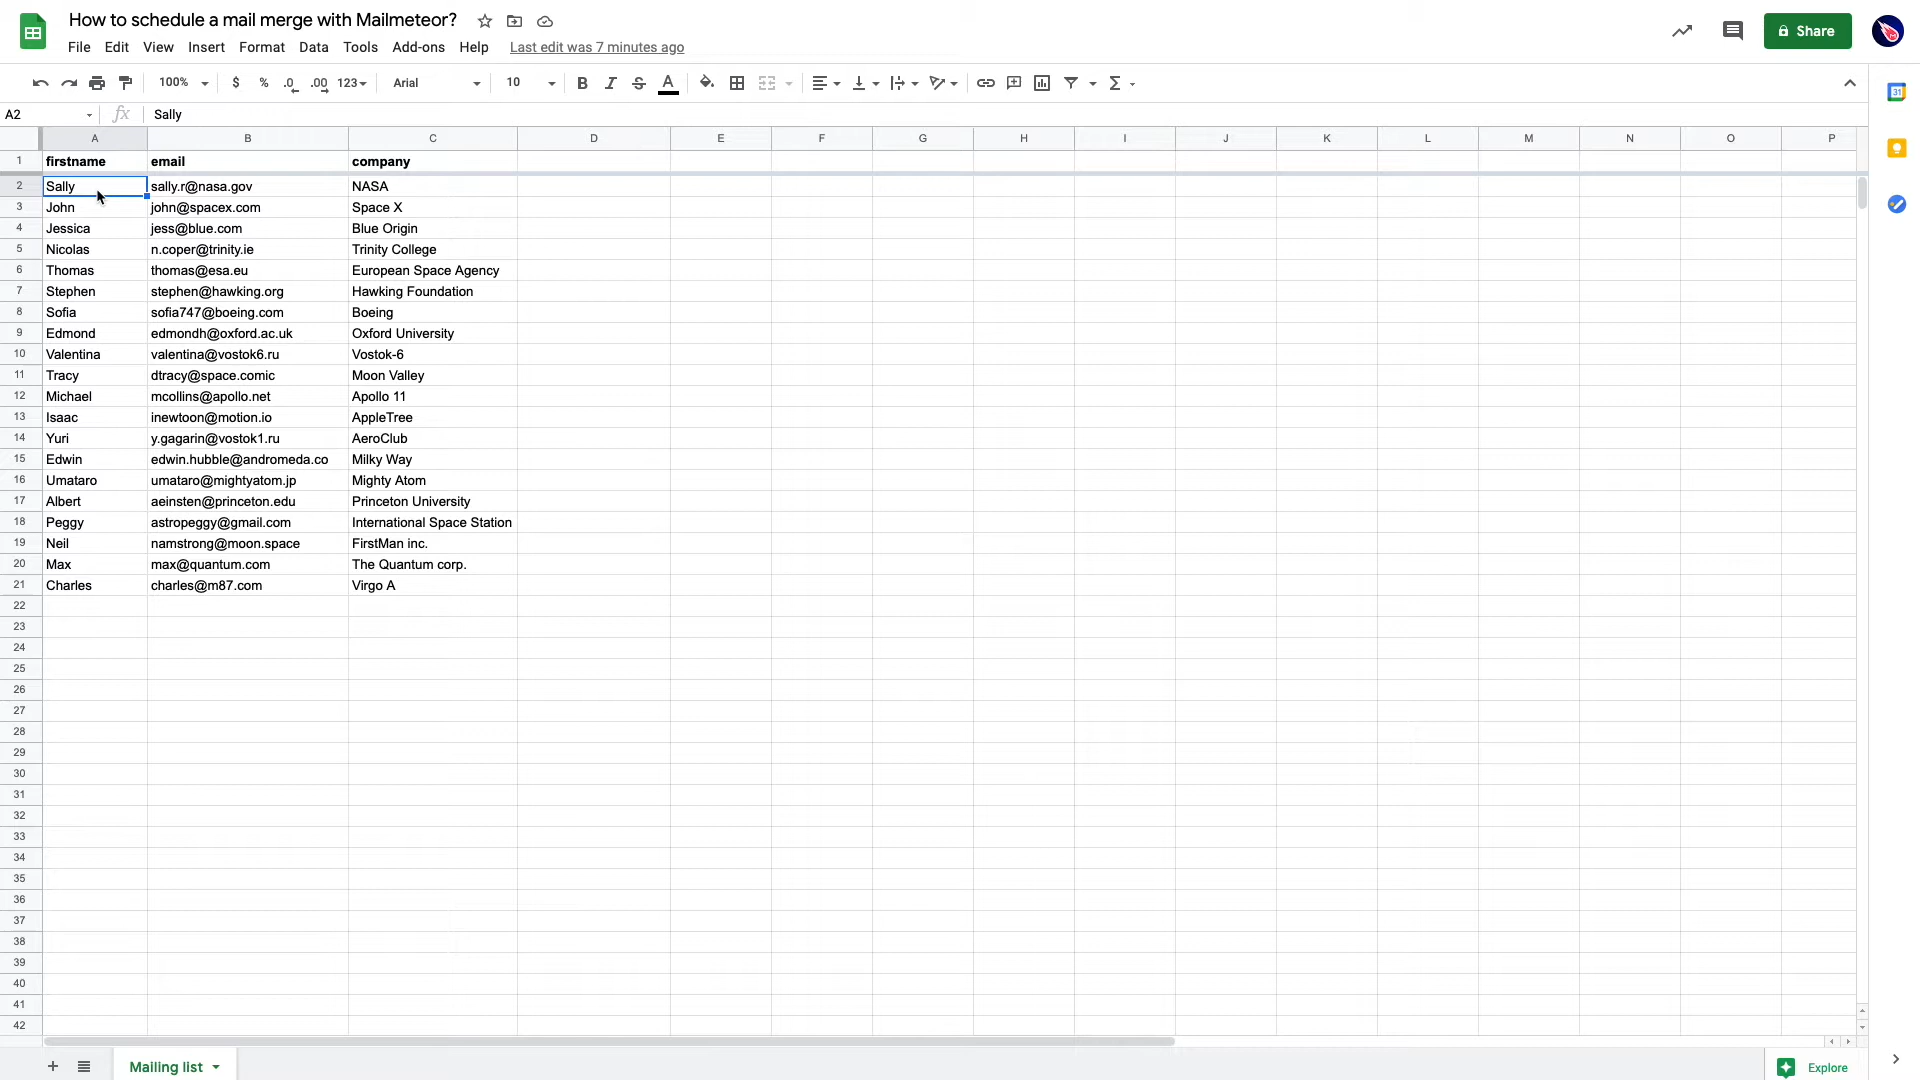 How to schedule a mail merge with Mailmeteor?
File Edit View Insert Format Data Tools Add-ons Help Last edit was 7 minutes ago
Share
100% $ % .0 .00 123 Arial 10 B I S A
31
A2 fx Sally
A B C D E F G H I J K L M N O P
1 firstname email company
2 Sally sally.r@nasa.gov NASA
3 John john@spacex.com Space X
4 Jessica jess@blue.com Blue Origin
5 Nicolas n.coper@trinity.ie Trinity College
6 Thomas thomas@esa.eu European Space Agency
7 Stephen stephen@hawking.org Hawking Foundation
8 Sofia sofia747@boeing.com Boeing
9 Edmond edmondh@oxford.ac.uk Oxford University
10 Valentina valentina@vostok6.ru Vostok-6
11 Tracy dtracy@space.comic Moon Valley
12 Michael mcollins@apollo.net Apollo 11
13 Isaac inewtoon@motion.io AppleTree
14 Yuri y.gagarin@vostok1.ru AeroClub
15 Edwin edwin.hubble@andromeda.co Milky Way
16 Umataro umataro@mightyatom.jp Mighty Atom
17 Albert aeinsten@princeton.edu Princeton University
18 Peggy astropeggy@gmail.com International Space Station
19 Neil namstrong@moon.space FirstMan inc.
20 Max max@quantum.com The Quantum corp.
21 Charles charles@m87.com Virgo A
22
23
24
25
26
27
28
29
30
31
32
33
34
35
36
37
38
39
40
41
42
Mailing list Explore